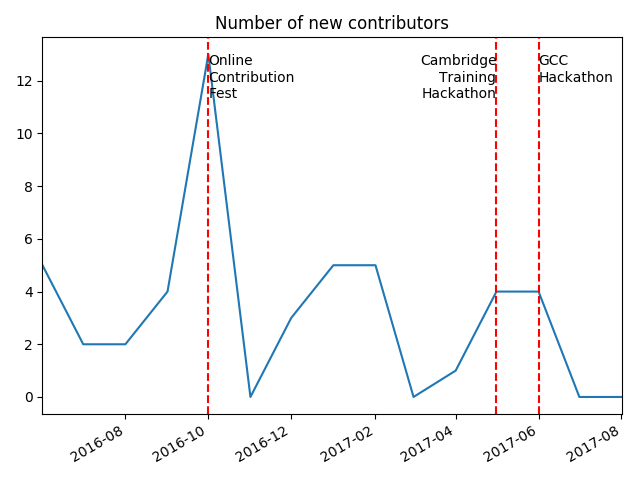 Number of new contributors
Online
Contribution
Fest
Cambridge
Training
Hackathon
GCC
Hackathon
12
10
8
6
4
2
0
2016-08
2016-10
2016-12
2017-02
2017-04
2017-06
2017-08